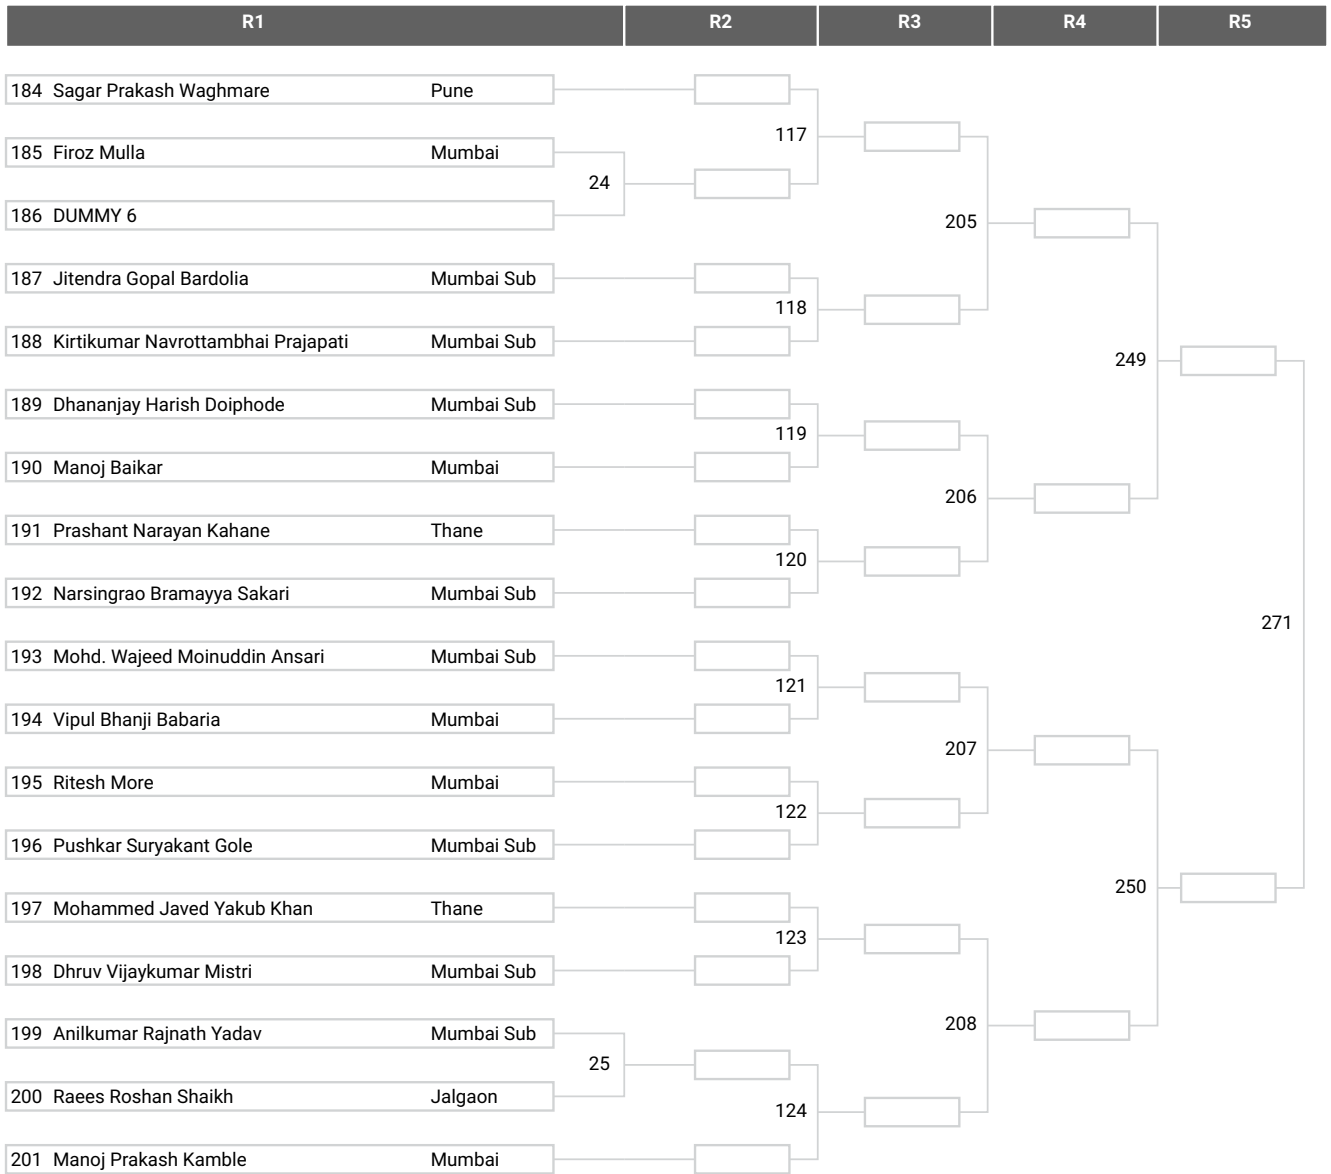 R1 R2 R3 R4 R5
184 Sagar Prakash Waghmare Pune
117
185 Firoz Mulla Mumbai
24
186 DUMMY 6
205
187 Jitendra Gopal Bardolia Mumbai Sub
118
188 Kirtikumar Navrottambhai Prajapati Mumbai Sub
249
189 Dhananjay Harish Doiphode Mumbai Sub
119
190 Manoj Baikar Mumbai
206
191 Prashant Narayan Kahane Thane
120
192 Narsingrao Bramayya Sakari Mumbai Sub
271
193 Mohd. Wajeed Moinuddin Ansari Mumbai Sub
121
194 Vipul Bhanji Babaria Mumbai
207
195 Ritesh More Mumbai
122
196 Pushkar Suryakant Gole Mumbai Sub
250
197 Mohammed Javed Yakub Khan Thane
123
198 Dhruv Vijaykumar Mistri Mumbai Sub
208
199 Anilkumar Rajnath Yadav Mumbai Sub
25
200 Raees Roshan Shaikh Jalgaon
124
201 Manoj Prakash Kamble Mumbai